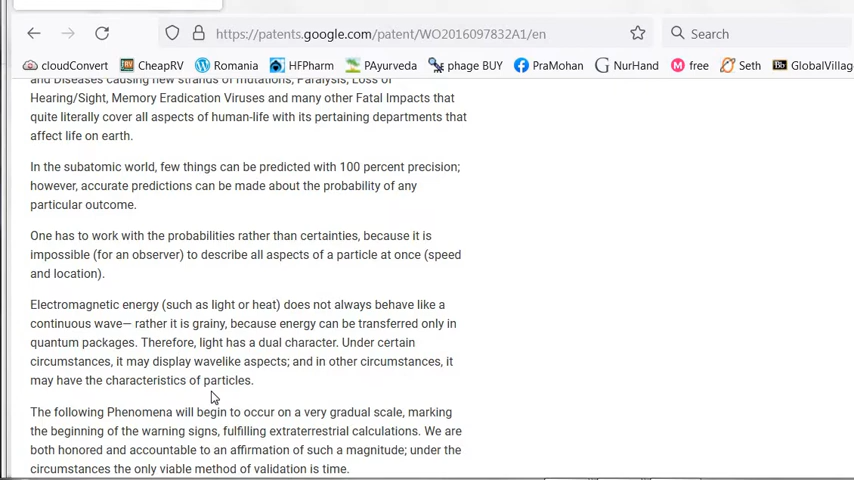 https://patents.google.com/patent/WO2016097832A1/en
Search
cloudConvert CheapRV Romania HFPharm PAyurveda phage BUY PraMohan NurHand free Seth GlobalVillag
and Diseases causing new strands of mutations, Paralysis, Loss of
Hearing/Sight, Memory Eradication Viruses and many other Fatal Impacts that
quite literally cover all aspects of human-life with its pertaining departments that
affect life on earth.
In the subatomic world, few things can be predicted with 100 percent precision;
however, accurate predictions can be made about the probability of any
particular outcome.
One has to work with the probabilities rather than certainties, because it is
impossible (for an observer) to describe all aspects of a particle at once (speed
and location).
Electromagnetic energy (such as light or heat) does not always behave like a
continuous wave— rather it is grainy, because energy can be transferred only in
quantum packages. Therefore, light has a dual character. Under certain
circumstances, it may display wavelike aspects; and in other circumstances, it
may have the characteristics of particles.
The following Phenomena will begin to occur on a very gradual scale, marking
the beginning of the warning signs, fulfilling extraterrestrial calculations. We are
both honored and accountable to an affirmation of such a magnitude; under the
circumstances the only viable method of validation is time.